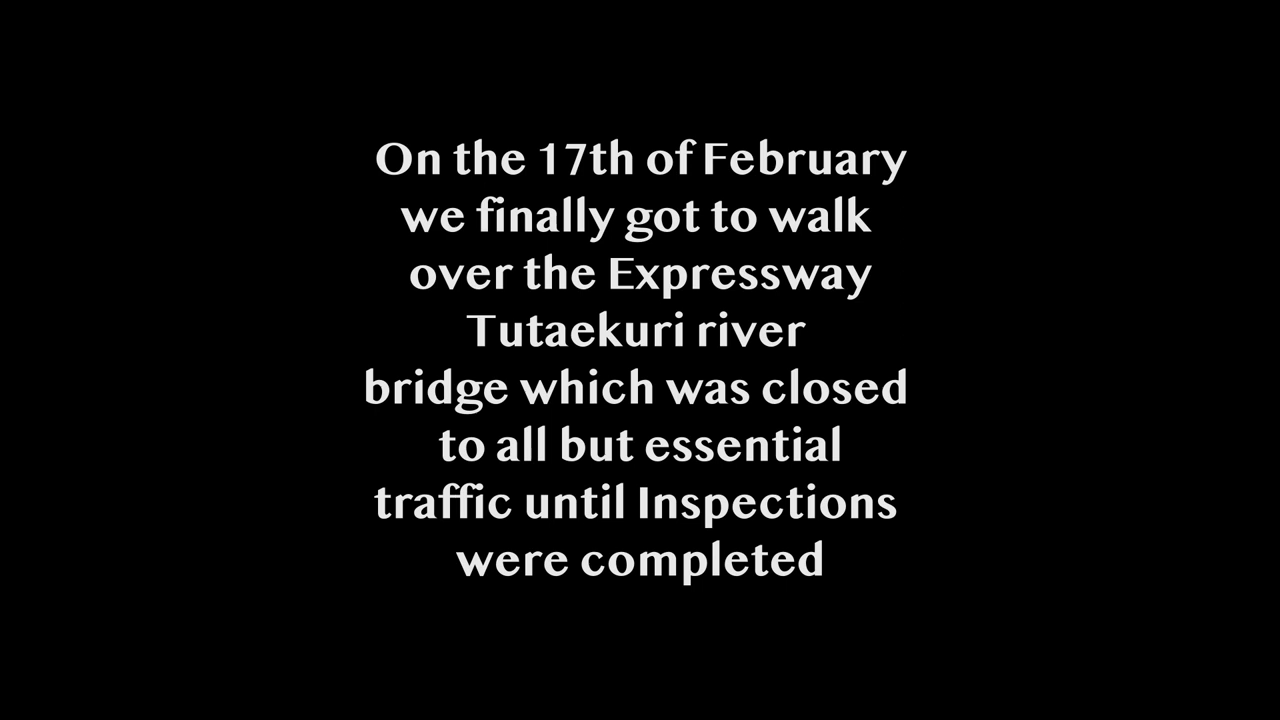 On the 17th of February
we finally got to walk
over the Expressway
Tutaekuri river
bridge which was closed
to all but essential
traffic until Inspections
were completed